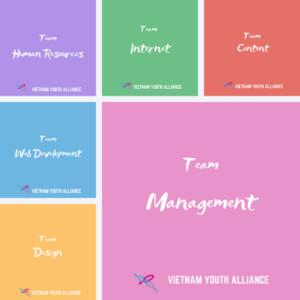 Team
Human Resources
VIETNAM YOUTH ALLIANCE
Team
Internet
VIETNAM YOUTH ALLIANCE
Team
Content
VIETNAM YOUTH ALLIANCE
Team
Web Development
VIETNAM YOUTH ALLIANCE
Team
Design
VIETNAM YOUTH ALLIANCE
Team
Management
VIETNAM YOUTH ALLIANCE